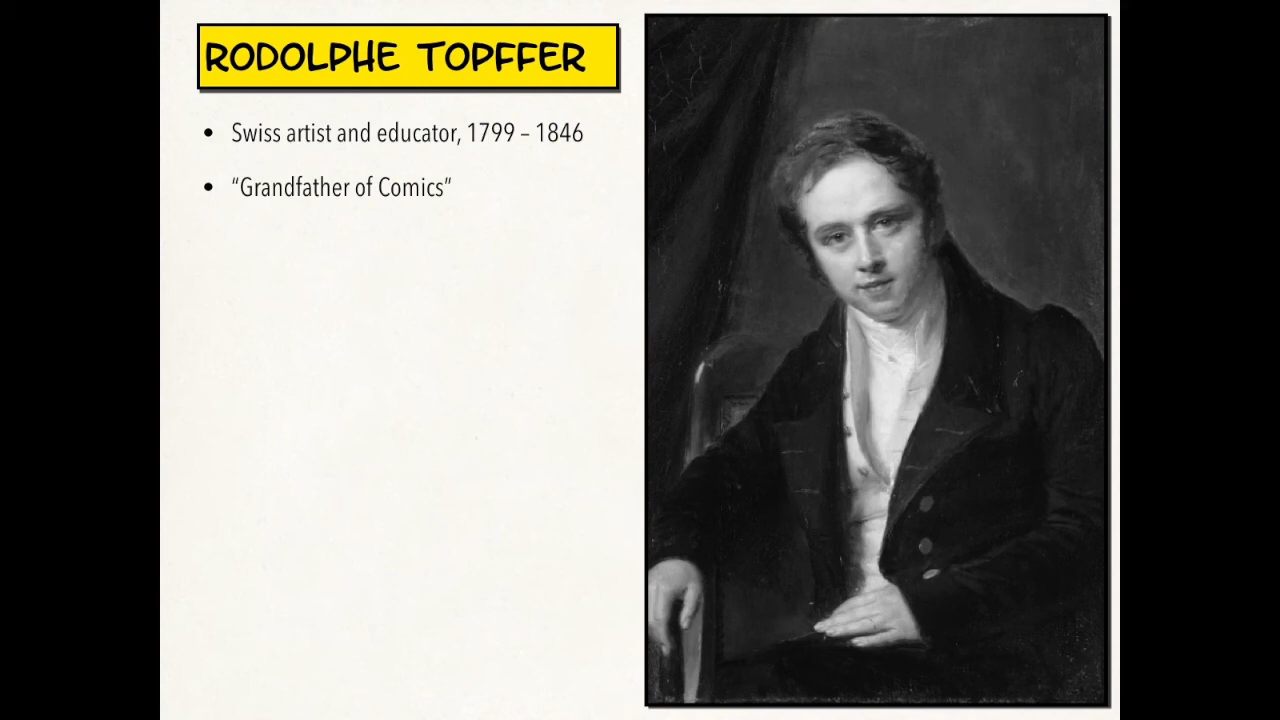 RODOLPHE TOPFFER
• Swiss artist and educator, 1799 – 1846
• “Grandfather of Comics”